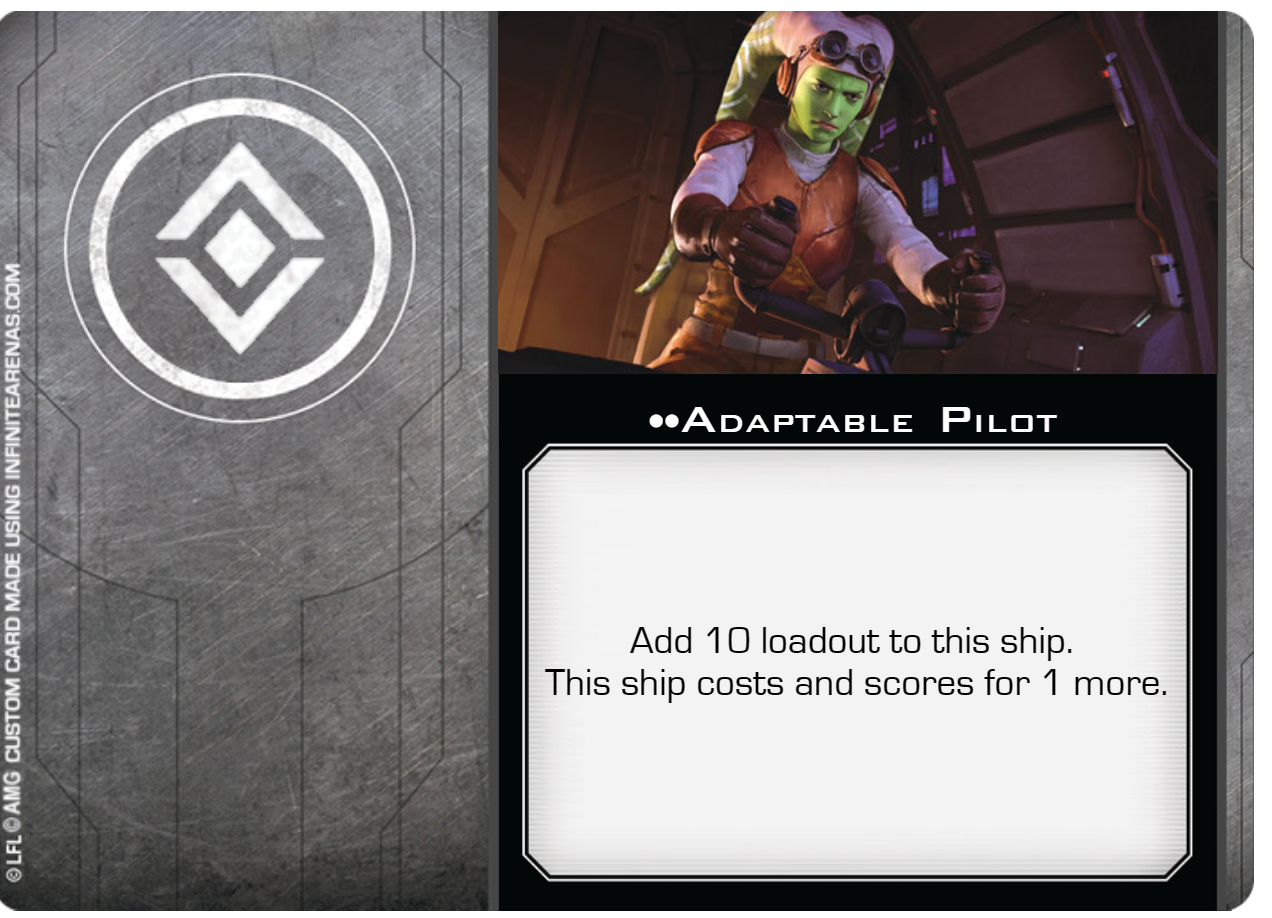 ••Adaptable Pilot
Add 10 loadout to this ship.
This ship costs and scores for 1 more.
© LFL © AMG CUSTOM CARD MADE USING INFINITEARENAS.COM